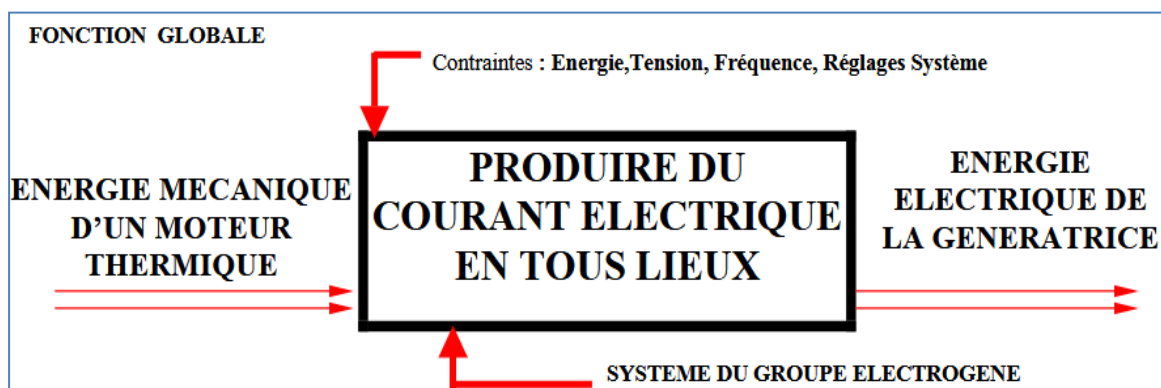 FONCTION GLOBALE
Contraintes : Energie,Tension, Fréquence, Réglages Système
ENERGIE MECANIQUE
D'UN MOTEUR
THERMIQUE
PRODUIRE DU
COURANT ELECTRIQUE
EN TOUS LIEUX
ENERGIE
ELECTRIQUE DE
LA GENERATRICE
SYSTEME DU GROUPE ELECTROGENE